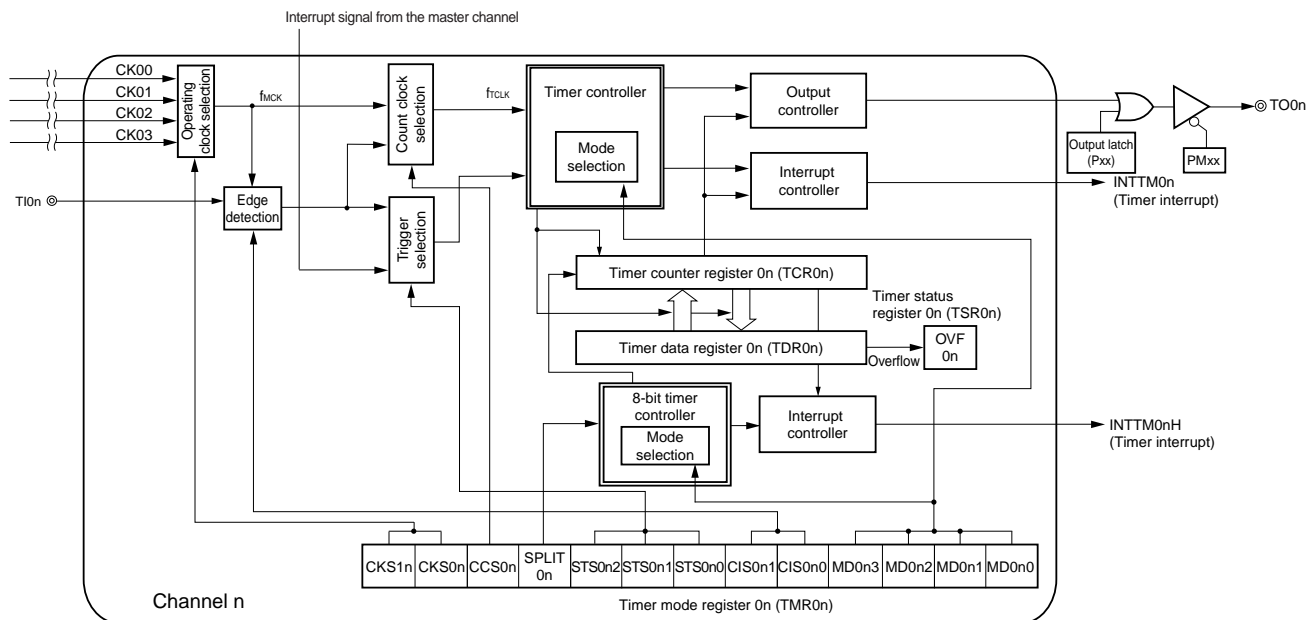 Interrupt signal from the master channel
CK00
CK01
CK02
CK03
Operating
clock selection
fMCK
Count clock
selection
fTCLK
Timer controller
Mode
selection
Output
controller
TO0n
Output latch
(Pxx)
PMxx
Interrupt
controller
INTTM0n
(Timer interrupt)
TI0n
Edge
detection
Trigger
selection
Timer counter register 0n (TCR0n)
Timer status
register 0n (TSR0n)
Timer data register 0n (TDR0n)
Overflow
OVF
0n
8-bit timer
controller
Mode
selection
Interrupt
controller
INTTM0nH
(Timer interrupt)
CKS1n
CKS0n
CCS0n
SPLIT
0n
STS0n2
STS0n1
STS0n0
CIS0n1
CIS0n0
MD0n3
MD0n2
MD0n1
MD0n0
Channel n
Timer mode register 0n (TMR0n)